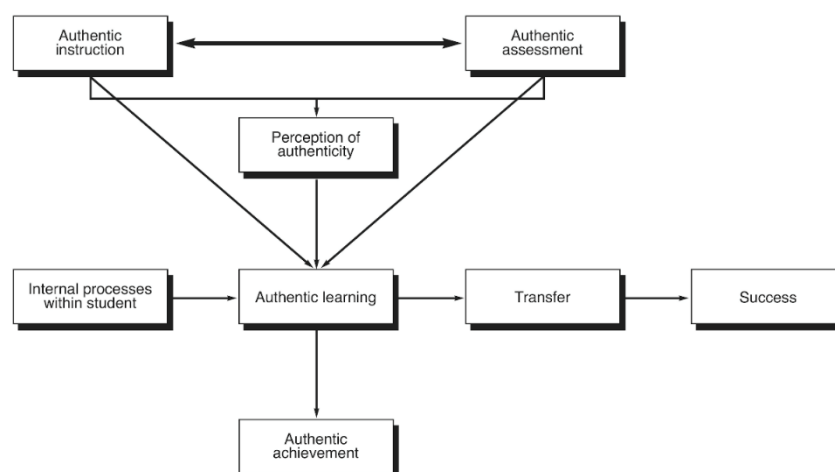 Authentic
instruction
Authentic
assessment
Perception of
authenticity
Internal processes
within student
Authentic learning
Transfer
Success
Authentic
achievement